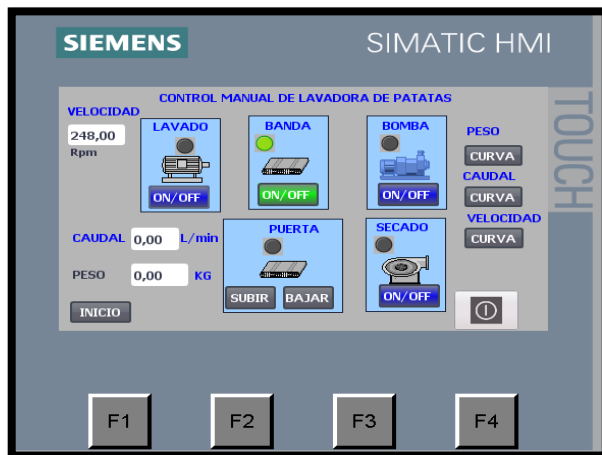 SIEMENS
SIMATIC HMI
TOUCH
CONTROL MANUAL DE LAVADORA DE PATATAS
VELOCIDAD
248,00
Rpm
LAVADO
ON/OFF
BANDA
ON/OFF
BOMBA
ON/OFF
PESO
CURVA
CAUDAL
CURVA
VELOCIDAD
CURVA
CAUDAL 0,00 L/min
PESO 0,00 KG
INICIO
PUERTA
SUBIR BAJAR
SECADO
ON/OFF
F1 F2 F3 F4